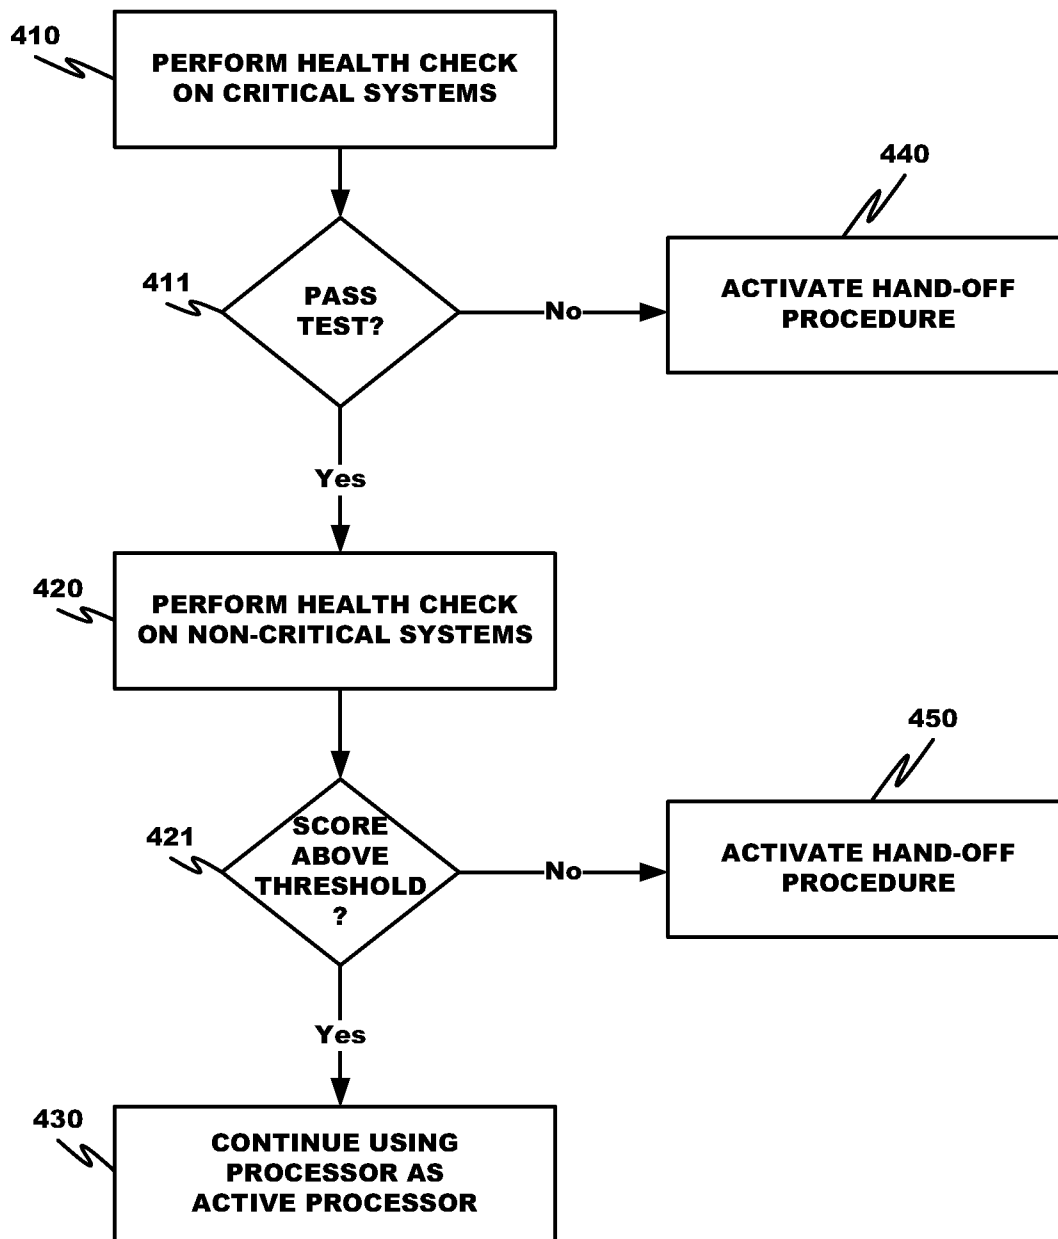 410
PERFORM HEALTH CHECK
ON CRITICAL SYSTEMS
440
411
PASS
TEST?
No
ACTIVATE HAND-OFF
PROCEDURE
Yes
420
PERFORM HEALTH CHECK
ON NON-CRITICAL SYSTEMS
450
421
SCORE
ABOVE
THRESHOLD
?
No
ACTIVATE HAND-OFF
PROCEDURE
Yes
430
CONTINUE USING
PROCESSOR AS
ACTIVE PROCESSOR